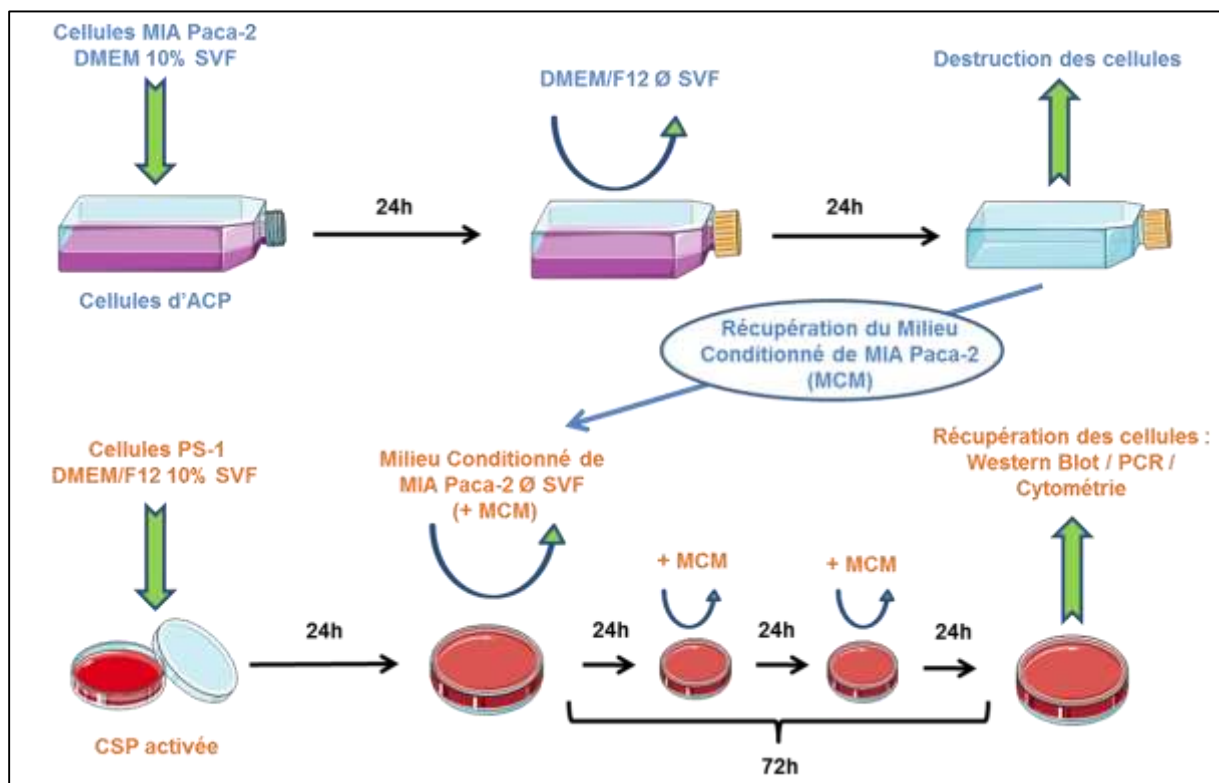 Cellules MIA Paca-2
DMEM 10% SVF
DMEM/F12 Ø SVF
Destruction des cellules
24h
24h
Cellules d'ACP
Récupération du Milieu
Conditionné de MIA Paca-2
(MCM)
Cellules PS-1
DMEM/F12 10% SVF
Milieu Conditionné de
MIA Paca-2 Ø SVF
(+ MCM)
Récupération des cellules :
Western Blot / PCR /
Cytométrie
+ MCM
+ MCM
24h
24h
24h
24h
CSP activée
72h